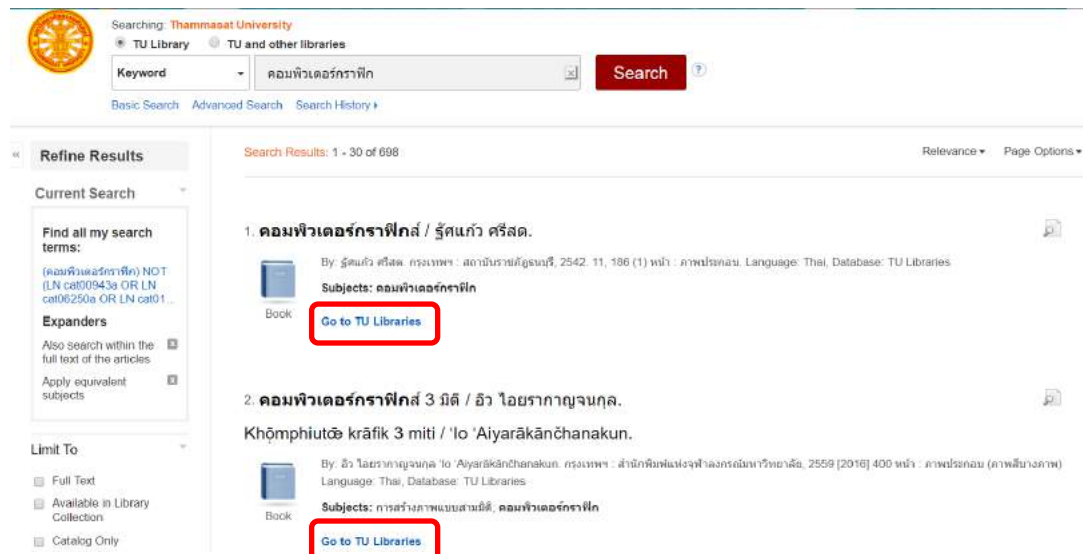 Searching: Thammasat University
TU Library TU and other libraries
Keyword คอมพิวเตอร์กราฟิก x Search ?
Basic Search Advanced Search Search History
« Refine Results
Search Results: 1 - 30 of 698
Relevance Page Options
Current Search
Find all my search
terms:
(คอมพิวเตอร์กราฟิก) NOT
(LN cat00943a OR LN
cat06250a OR LN cat01...
Expanders
Also search within the
full text of the articles
Apply equivalent
subjects
Limit To
Full Text
Available in Library
Collection
Catalog Only
1. คอมพิวเตอร์กราฟิกส์ / รัฐศแก้ว ศรีสด.
By: รัฐศแก้ว ศรีสด. กรุงเทพฯ : สถาบันราชภัฏธนบุรี, 2542. 11, 186 (1) หน้า : ภาพประกอบ. Language: Thai, Database: TU Libraries
Subjects: คอมพิวเตอร์กราฟิก
Book
Go to TU Libraries
2. คอมพิวเตอร์กราฟิกส์ 3 มิติ / อิว ไอยรากาญจนกุล.
Khō̜mphiutœ̄ krāfik 3 miti / 'Io 'Aiyarākānčhanakun.
By: อิว ไอยรากาญจนกุล 'Io 'Aiyarākānčhanakun. กรุงเทพฯ : สำนักพิมพ์แห่งจุฬาลงกรณ์มหาวิทยาลัย, 2559 [2016] 400 หน้า : ภาพประกอบ (ภาพสีบางภาพ)
Language: Thai, Database: TU Libraries
Subjects: การสร้างภาพแบบสามมิติ, คอมพิวเตอร์กราฟิก
Book
Go to TU Libraries